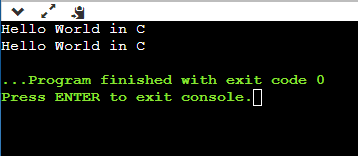 Hello World in C
Hello World in C
...Program finished with exit code 0
Press ENTER to exit console.